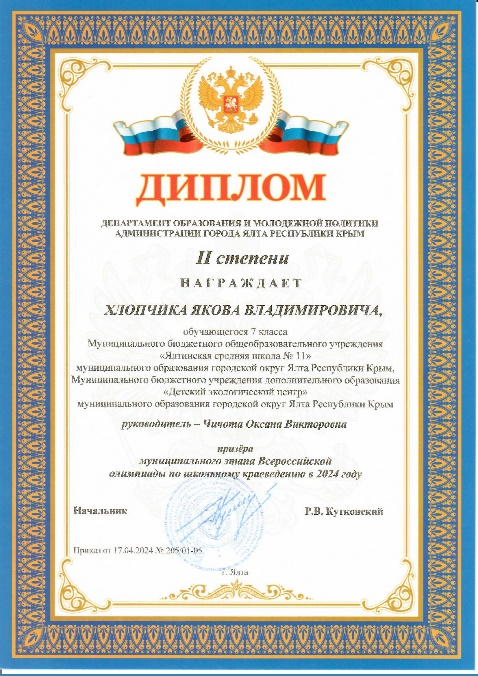 ДИПЛОМ
ДЕПАРТАМЕНТ ОБРАЗОВАНИЯ И МОЛОДЕЖНОЙ ПОЛИТИКИ
АДМИНИСТРАЦИИ ГОРОДА ЯЛТА РЕСПУБЛИКИ КРЫМ
II степени
НАГРАЖДАЕТ
ХЛОПЧИКА ЯКОВА ВЛАДИМИРОВИЧА,
обучающегося 7 класса
Муниципального бюджетного общеобразовательного учреждения
«Ялтинская средняя школа № 11»
муниципального образования городской округ Ялта Республики Крым,
Муниципального бюджетного учреждения дополнительного образования
«Детский экологический центр»
муниципального образования городской округ Ялта Республики Крым
руководитель – Чичота Оксана Викторовна
призёра
муниципального этапа Всероссийской
олимпиады по школьному краеведению в 2024 году
Начальник Р.В. Кутковский
Приказ от 17.04.2024 № 205/01-05
г. Ялта